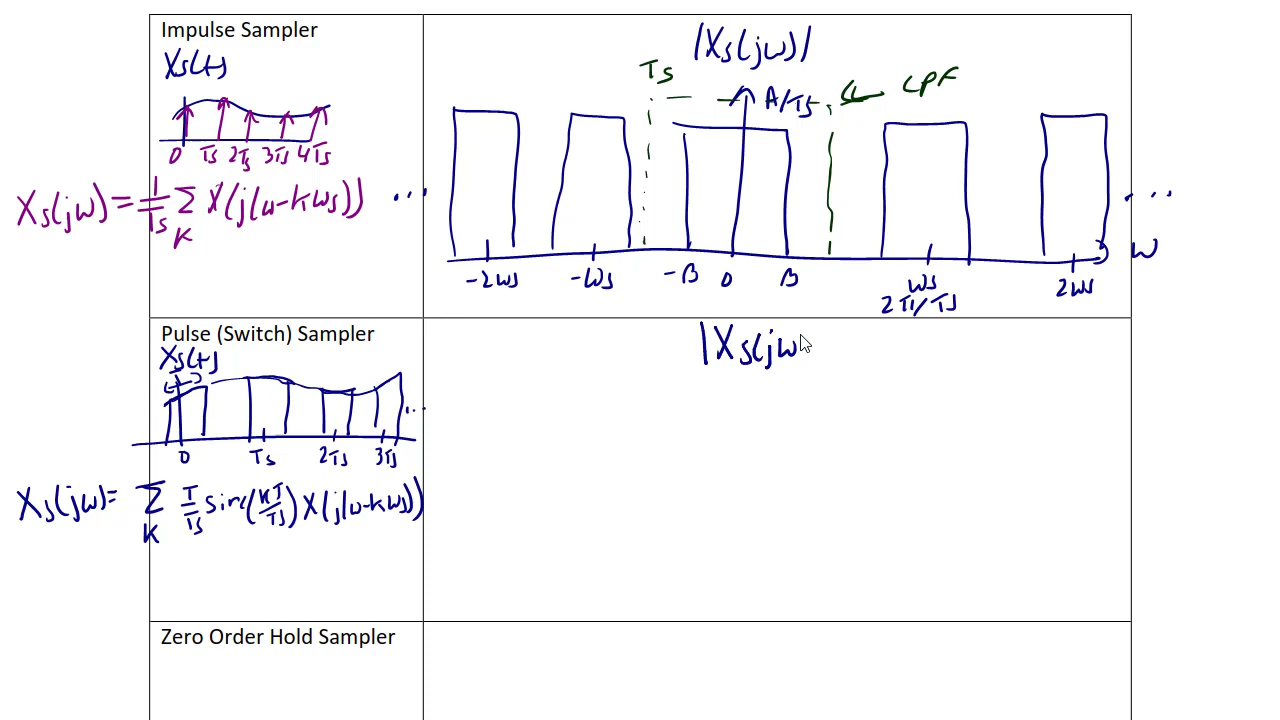 Impulse Sampler
Xs(t)
0 Ts 2Ts 3Ts 4Ts
Xs(jω) = 1/Ts Σ X(j(ω-kωs))
K
|Xs(jω)|
Ts
A/Ts
LPF
... ...
-2ωs -ωs -B 0 B ωs 2ωs ω
2π/Ts
Pulse (Switch) Sampler
Xs(t)
...
0 Ts 2Ts 3Ts
Xs(jω) = Σ T/Ts sinc(kT/Ts) X(j(ω-kωs))
K
|Xs(jω
Zero Order Hold Sampler